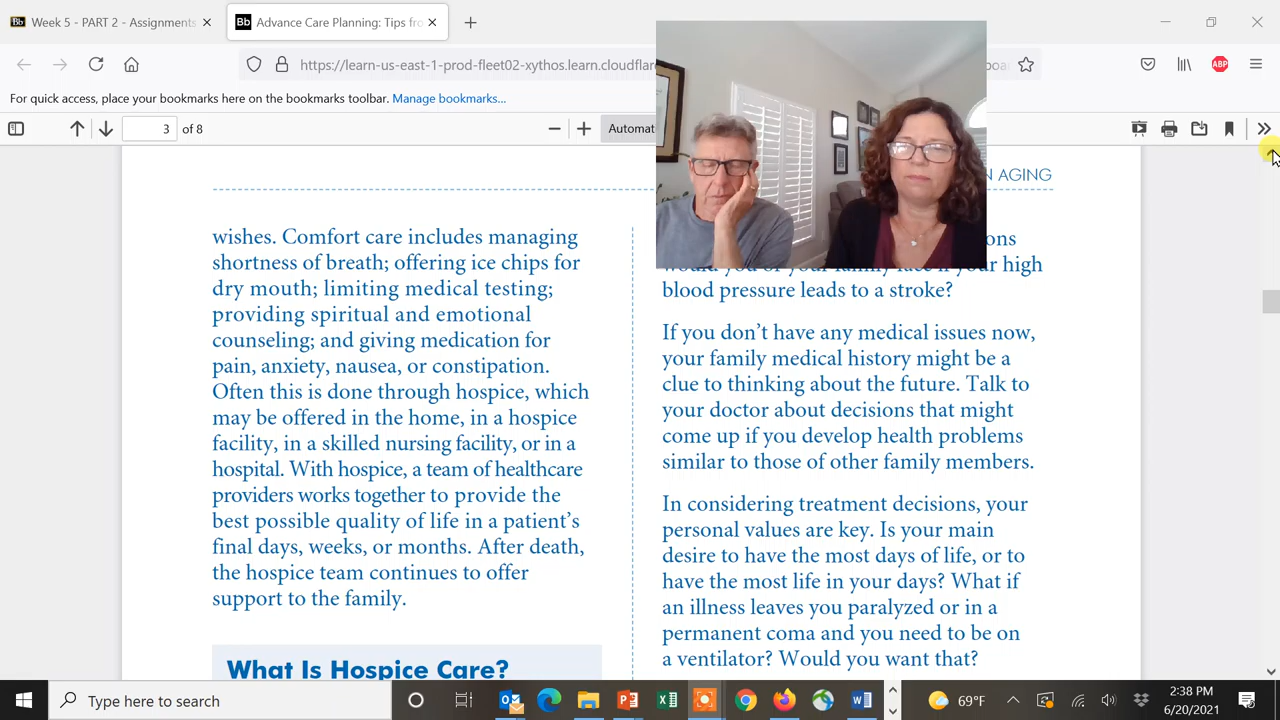 Week 5 - PART 2 - Assignments
Advance Care Planning: Tips fro
https://learn-us-east-1-prod-fleet02-xythos.learn.cloudflare
boa
For quick access, place your bookmarks here on the bookmarks toolbar. Manage bookmarks...
3 of 8
Automat
N AGING
wishes. Comfort care includes managing
shortness of breath; offering ice chips for
dry mouth; limiting medical testing;
providing spiritual and emotional
counseling; and giving medication for
pain, anxiety, nausea, or constipation.
Often this is done through hospice, which
may be offered in the home, in a hospice
facility, in a skilled nursing facility, or in a
hospital. With hospice, a team of healthcare
providers works together to provide the
best possible quality of life in a patient's
final days, weeks, or months. After death,
the hospice team continues to offer
support to the family.
What Is Hospice Care?
ons
would you or your family face if your high
blood pressure leads to a stroke?
If you don't have any medical issues now,
your family medical history might be a
clue to thinking about the future. Talk to
your doctor about decisions that might
come up if you develop health problems
similar to those of other family members.
In considering treatment decisions, your
personal values are key. Is your main
desire to have the most days of life, or to
have the most life in your days? What if
an illness leaves you paralyzed or in a
permanent coma and you need to be on
a ventilator? Would you want that?
Type here to search
69°F
2:38 PM
6/20/2021